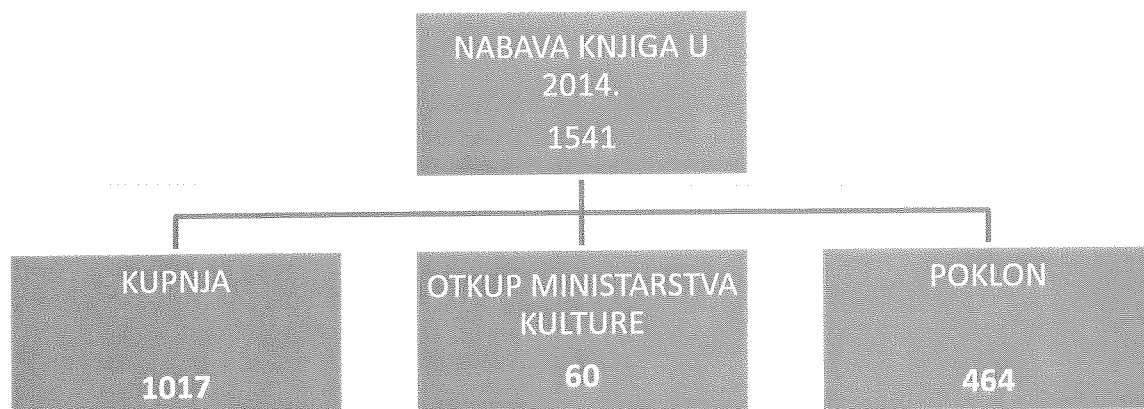 NABAVA KNJIGA U
2014.
1541
KUPNJA
1017
OTKUP MINISTARSTVA
KULTURE
60
POKLON
464